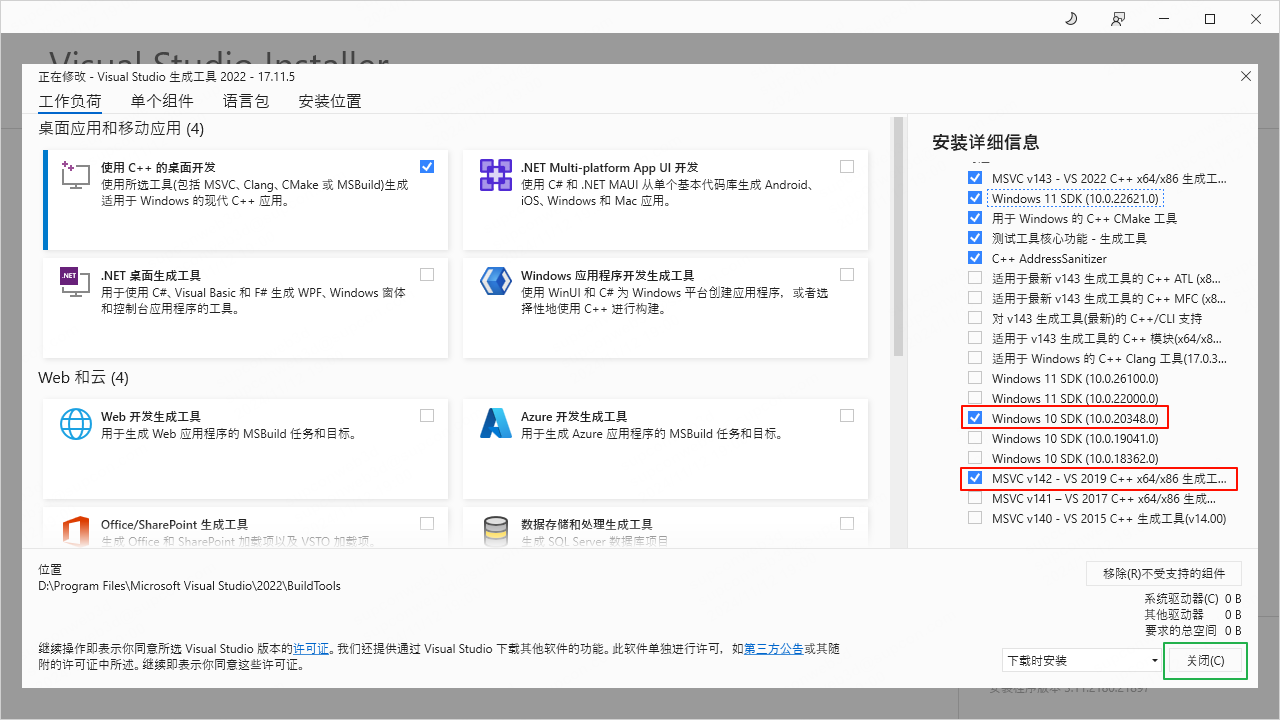 Visual Studio Installer
正在修改 - Visual Studio 生成工具 2022 - 17.11.5
工作负荷 单个组件 语言包 安装位置
桌面应用和移动应用 (4)
使用 C++ 的桌面开发
使用所选工具(包括 MSVC、Clang、CMake 或 MSBuild)生成
适用于 Windows 的现代 C++ 应用。
.NET Multi-platform App UI 开发
使用 C# 和 .NET MAUI 从单个基本代码库生成 Android、
iOS、Windows 和 Mac 应用。
.NET 桌面生成工具
用于使用 C#、Visual Basic 和 F# 生成 WPF、Windows 窗体
和控制台应用程序的工具。
Windows 应用程序开发生成工具
使用 WinUI 和 C# 为 Windows 平台创建应用程序，或者选
择性地使用 C++ 进行构建。
Web 和云 (4)
Web 开发生成工具
用于生成 Web 应用程序的 MSBuild 任务和目标。
Azure 开发生成工具
用于生成 Azure 应用程序的 MSBuild 任务和目标。
Office/SharePoint 生成工具
生成 Office 和 SharePoint 加载项以及 VSTO 加载项。
数据存储和处理生成工具
生成 SQL Server 数据库项目
安装详细信息
MSVC v143 - VS 2022 C++ x64/x86 生成工...
Windows 11 SDK (10.0.22621.0)
用于 Windows 的 C++ CMake 工具
测试工具核心功能 - 生成工具
C++ AddressSanitizer
适用于最新 v143 生成工具的 C++ ATL (x8...
适用于最新 v143 生成工具的 C++ MFC (x8...
对 v143 生成工具(最新)的 C++/CLI 支持
适用于 v143 生成工具的 C++ 模块(x64/x8...
适用于 Windows 的 C++ Clang 工具(17.0.3...
Windows 11 SDK (10.0.26100.0)
Windows 11 SDK (10.0.22000.0)
Windows 10 SDK (10.0.20348.0)
Windows 10 SDK (10.0.19041.0)
Windows 10 SDK (10.0.18362.0)
MSVC v142 - VS 2019 C++ x64/x86 生成工...
MSVC v141 – VS 2017 C++ x64/x86 生成...
MSVC v140 - VS 2015 C++ 生成工具(v14.00)
位置
D:\Program Files\Microsoft Visual Studio\2022\BuildTools
移除(R)不受支持的组件
系统驱动器(C) 0 B
其他驱动器 0 B
要求的总空间 0 B
继续操作即表示你同意所选 Visual Studio 版本的许可证。我们还提供通过 Visual Studio 下载其他软件的功能。此软件单独进行许可，如第三方公告或其随
附的许可证中所述。继续即表示你同意这些许可证。
下载时安装
关闭(C)